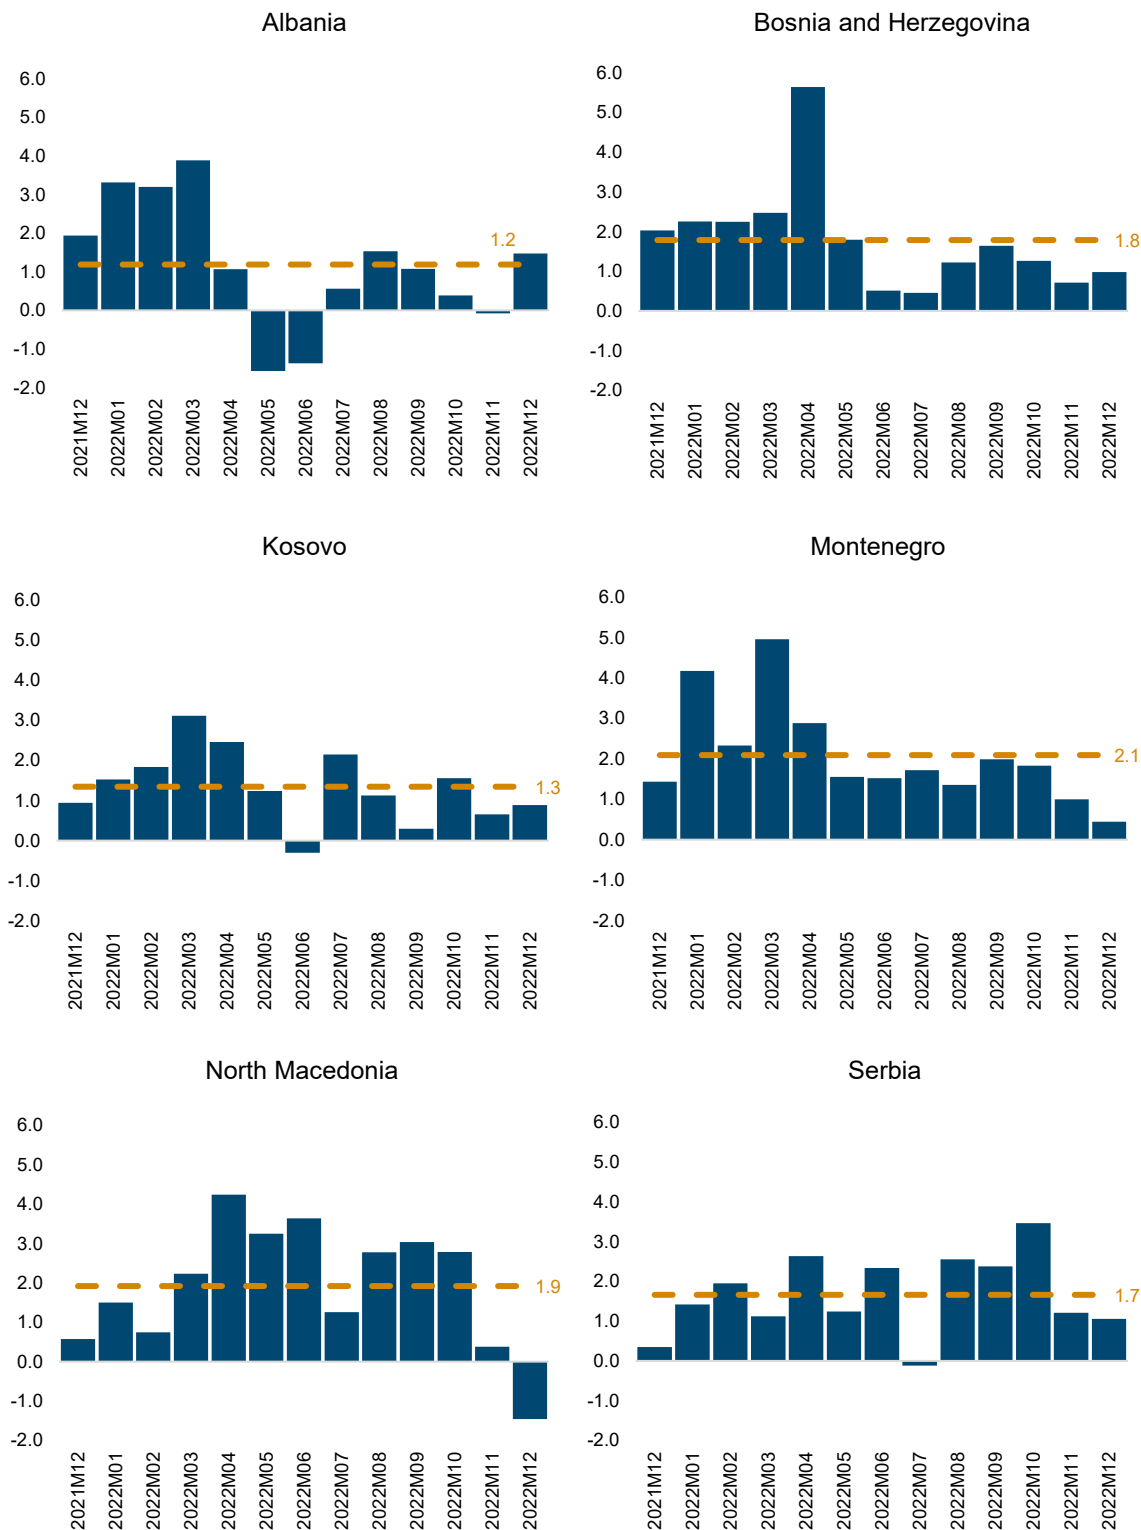 Albania
6.0
5.0
4.0
3.0
2.0
1.0
0.0
-1.0
-2.0
1.2
2021M12
2022M01
2022M02
2022M03
2022M04
2022M05
2022M06
2022M07
2022M08
2022M09
2022M10
2022M11
2022M12
Bosnia and Herzegovina
6.0
5.0
4.0
3.0
2.0
1.0
0.0
-1.0
-2.0
1.8
2021M12
2022M01
2022M02
2022M03
2022M04
2022M05
2022M06
2022M07
2022M08
2022M09
2022M10
2022M11
2022M12
Kosovo
6.0
5.0
4.0
3.0
2.0
1.0
0.0
-1.0
-2.0
1.3
2021M12
2022M01
2022M02
2022M03
2022M04
2022M05
2022M06
2022M07
2022M08
2022M09
2022M10
2022M11
2022M12
Montenegro
6.0
5.0
4.0
3.0
2.0
1.0
0.0
-1.0
-2.0
2.1
2021M12
2022M01
2022M02
2022M03
2022M04
2022M05
2022M06
2022M07
2022M08
2022M09
2022M10
2022M11
2022M12
North Macedonia
6.0
5.0
4.0
3.0
2.0
1.0
0.0
-1.0
-2.0
1.9
2021M12
2022M01
2022M02
2022M03
2022M04
2022M05
2022M06
2022M07
2022M08
2022M09
2022M10
2022M11
2022M12
Serbia
6.0
5.0
4.0
3.0
2.0
1.0
0.0
-1.0
-2.0
1.7
2021M12
2022M01
2022M02
2022M03
2022M04
2022M05
2022M06
2022M07
2022M08
2022M09
2022M10
2022M11
2022M12